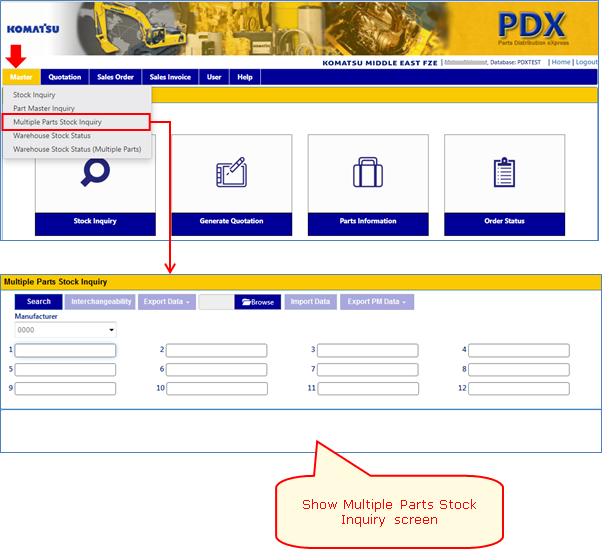 KOMATSU
PDX
Parts Distribution eXpress
KOMATSU MIDDLE EAST FZE | , Database: PDXTEST | Home | Logout
Master Quotation Sales Order Sales Invoice User Help
Stock Inquiry
Part Master Inquiry
Multiple Parts Stock Inquiry
Warehouse Stock Status
Warehouse Stock Status (Multiple Parts)
Stock Inquiry Generate Quotation Parts Information Order Status
Multiple Parts Stock Inquiry
Search Interchangeability Export Data Browse Import Data Export PM Data
Manufacturer
0000
1 2 3 4
5 6 7 8
9 10 11 12
Show Multiple Parts Stock
Inquiry screen